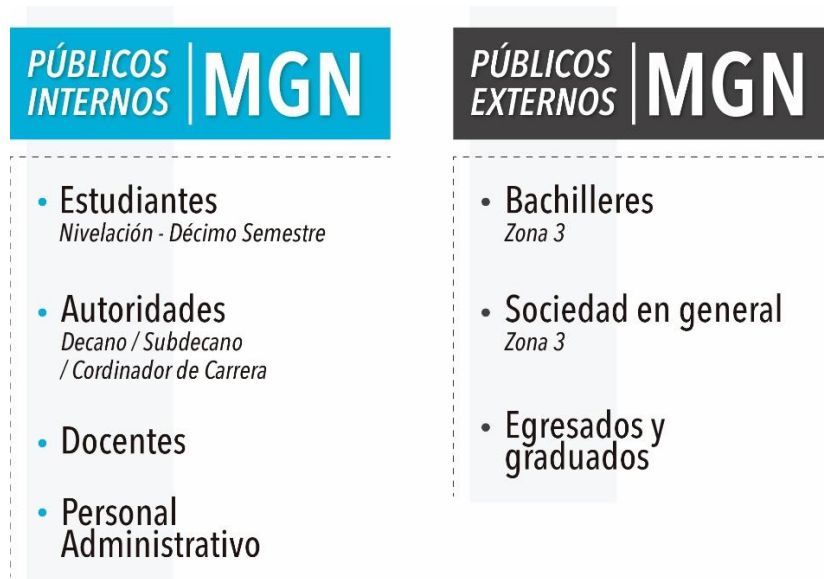 PÚBLICOS
INTERNOS
MGN
• Estudiantes
Nivelación - Décimo Semestre
• Autoridades
Decano / Subdecano
/ Cordinador de Carrera
• Docentes
• Personal
Administrativo
PÚBLICOS
EXTERNOS
MGN
• Bachilleres
Zona 3
• Sociedad en general
Zona 3
• Egresados y
graduados